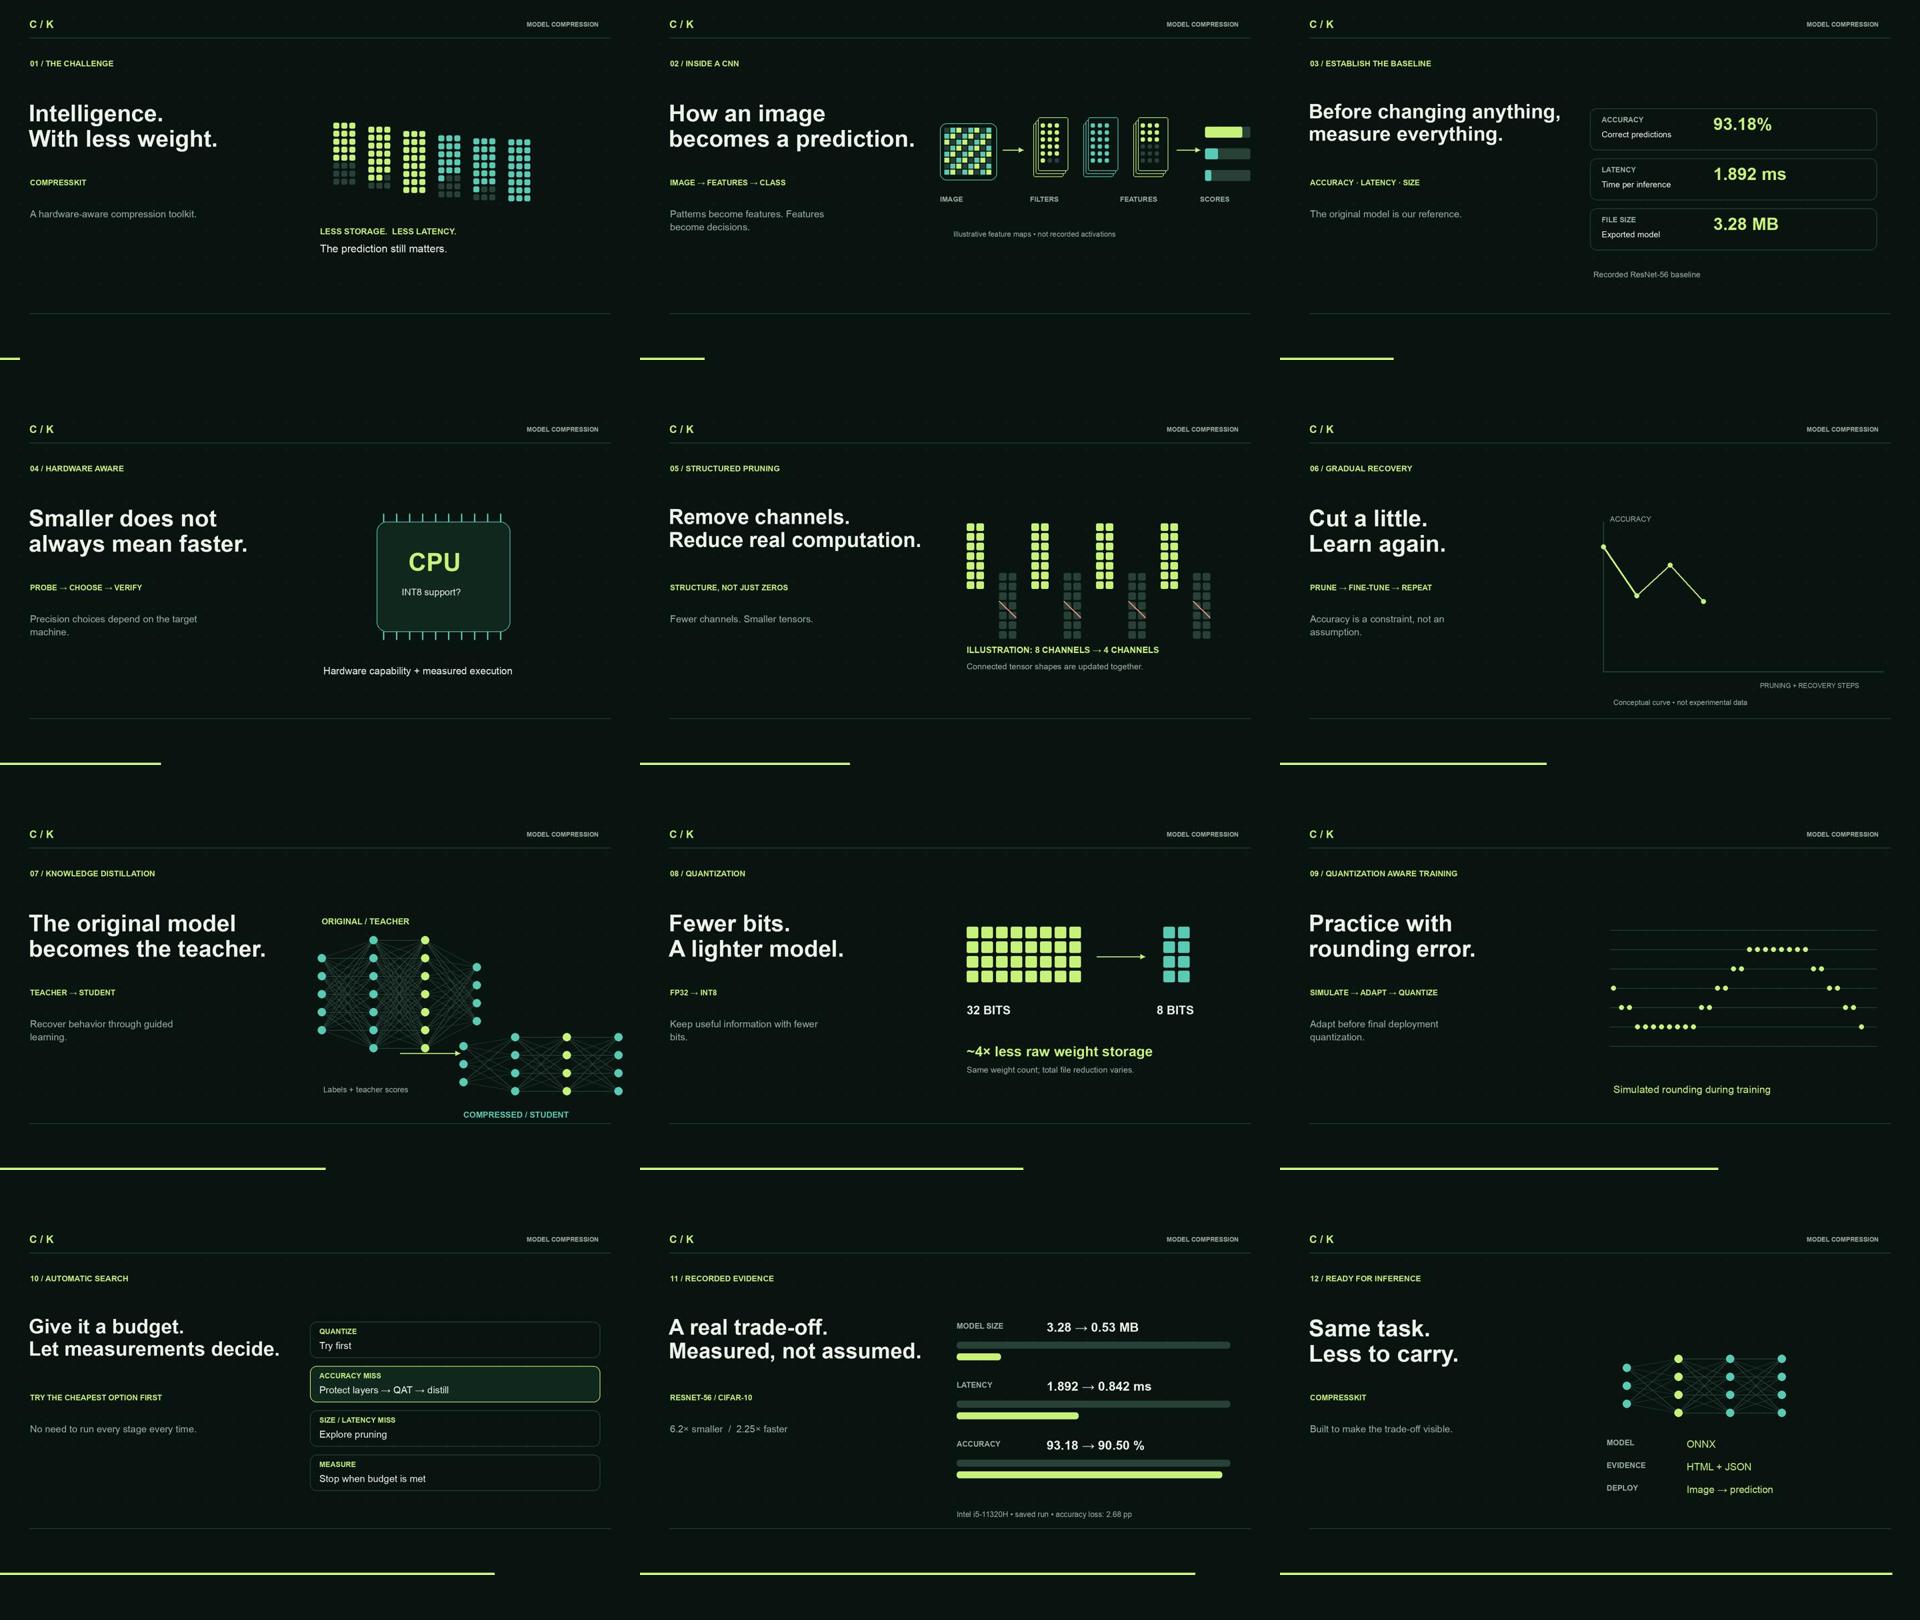 C / K
MODEL COMPRESSION
01 / THE CHALLENGE
Intelligence.
With less weight.
COMPRESSKIT
A hardware-aware compression toolkit.
LESS STORAGE. LESS LATENCY.
The prediction still matters.
C / K
MODEL COMPRESSION
02 / INSIDE A CNN
How an image
becomes a prediction.
IMAGE → FEATURES → CLASS
Patterns become features. Features
become decisions.
IMAGE
FILTERS
FEATURES
SCORES
Illustrative feature maps • not recorded activations
C / K
MODEL COMPRESSION
03 / ESTABLISH THE BASELINE
Before changing anything,
measure everything.
ACCURACY · LATENCY · SIZE
The original model is our reference.
ACCURACY
Correct predictions
93.18%
LATENCY
Time per inference
1.892 ms
FILE SIZE
Exported model
3.28 MB
Recorded ResNet-56 baseline
C / K
MODEL COMPRESSION
04 / HARDWARE AWARE
Smaller does not
always mean faster.
PROBE → CHOOSE → VERIFY
Precision choices depend on the target
machine.
CPU
INT8 support?
Hardware capability + measured execution
C / K
MODEL COMPRESSION
05 / STRUCTURED PRUNING
Remove channels.
Reduce real computation.
STRUCTURE, NOT JUST ZEROS
Fewer channels. Smaller tensors.
ILLUSTRATION: 8 CHANNELS → 4 CHANNELS
Connected tensor shapes are updated together.
C / K
MODEL COMPRESSION
06 / GRADUAL RECOVERY
Cut a little.
Learn again.
PRUNE → FINE-TUNE → REPEAT
Accuracy is a constraint, not an
assumption.
ACCURACY
PRUNING + RECOVERY STEPS
Conceptual curve • not experimental data
C / K
MODEL COMPRESSION
07 / KNOWLEDGE DISTILLATION
The original model
becomes the teacher.
TEACHER → STUDENT
Recover behavior through guided
learning.
ORIGINAL / TEACHER
Labels + teacher scores
COMPRESSED / STUDENT
C / K
MODEL COMPRESSION
08 / QUANTIZATION
Fewer bits.
A lighter model.
FP32 → INT8
Keep useful information with fewer
bits.
32 BITS
8 BITS
~4× less raw weight storage
Same weight count; total file reduction varies.
C / K
MODEL COMPRESSION
09 / QUANTIZATION AWARE TRAINING
Practice with
rounding error.
SIMULATE → ADAPT → QUANTIZE
Adapt before final deployment
quantization.
Simulated rounding during training
C / K
MODEL COMPRESSION
10 / AUTOMATIC SEARCH
Give it a budget.
Let measurements decide.
TRY THE CHEAPEST OPTION FIRST
No need to run every stage every time.
QUANTIZE
Try first
ACCURACY MISS
Protect layers → QAT → distill
SIZE / LATENCY MISS
Explore pruning
MEASURE
Stop when budget is met
C / K
MODEL COMPRESSION
11 / RECORDED EVIDENCE
A real trade-off.
Measured, not assumed.
RESNET-56 / CIFAR-10
6.2× smaller / 2.25× faster
MODEL SIZE
3.28 → 0.53 MB
LATENCY
1.892 → 0.842 ms
ACCURACY
93.18 → 90.50 %
Intel i5-11320H • saved run • accuracy loss: 2.68 pp
C / K
MODEL COMPRESSION
12 / READY FOR INFERENCE
Same task.
Less to carry.
COMPRESSKIT
Built to make the trade-off visible.
MODEL
ONNX
EVIDENCE
HTML + JSON
DEPLOY
Image → prediction